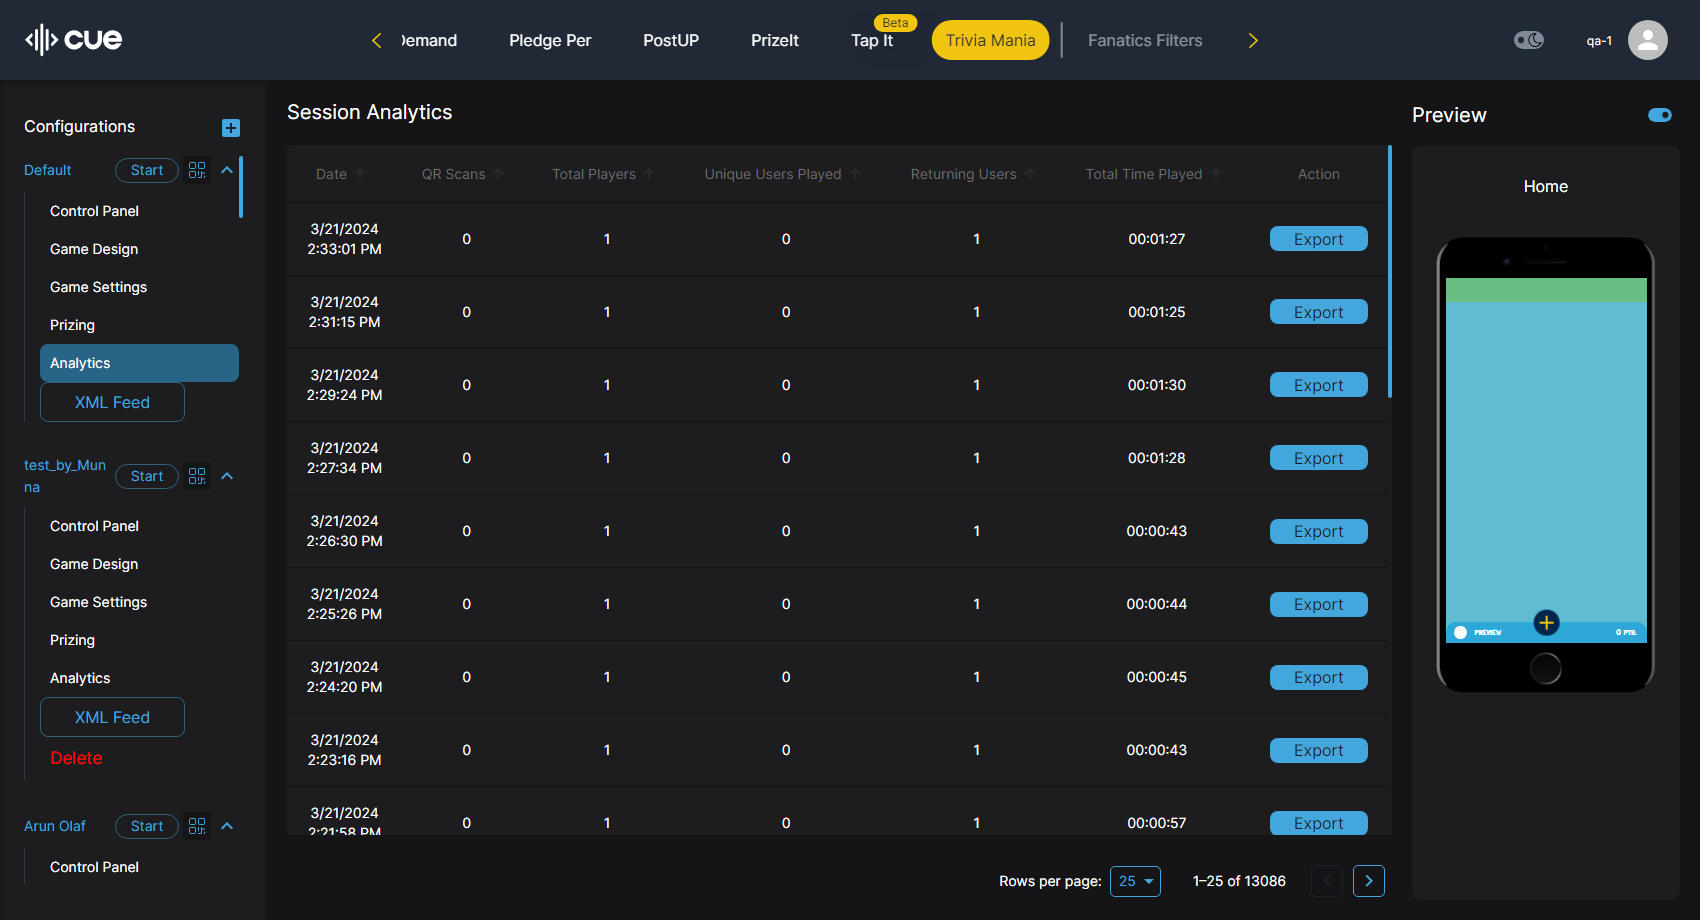 cue
Demand
Pledge Per
PostUP
PrizeIt
Tap It
Beta
Trivia Mania
Fanatics Filters
qa-1
Configurations
Default
Start
Control Panel
Game Design
Game Settings
Prizing
Analytics
XML Feed
test_by_Mun
na
Start
Control Panel
Game Design
Game Settings
Prizing
Analytics
XML Feed
Delete
Arun Olaf
Start
Control Panel
Session Analytics
Date QR Scans Total Players Unique Users Played Returning Users Total Time Played Action
3/21/2024
2:33:01 PM 0 1 0 1 00:01:27 Export
3/21/2024
2:31:15 PM 0 1 0 1 00:01:25 Export
3/21/2024
2:29:24 PM 0 1 0 1 00:01:30 Export
3/21/2024
2:27:34 PM 0 1 0 1 00:01:28 Export
3/21/2024
2:26:30 PM 0 1 0 1 00:00:43 Export
3/21/2024
2:25:26 PM 0 1 0 1 00:00:44 Export
3/21/2024
2:24:20 PM 0 1 0 1 00:00:45 Export
3/21/2024
2:23:16 PM 0 1 0 1 00:00:43 Export
3/21/2024
2:21:58 PM 0 1 0 1 00:00:57 Export
Rows per page: 25 1–25 of 13086
Preview
Home
PREVIEW
0 PTS.